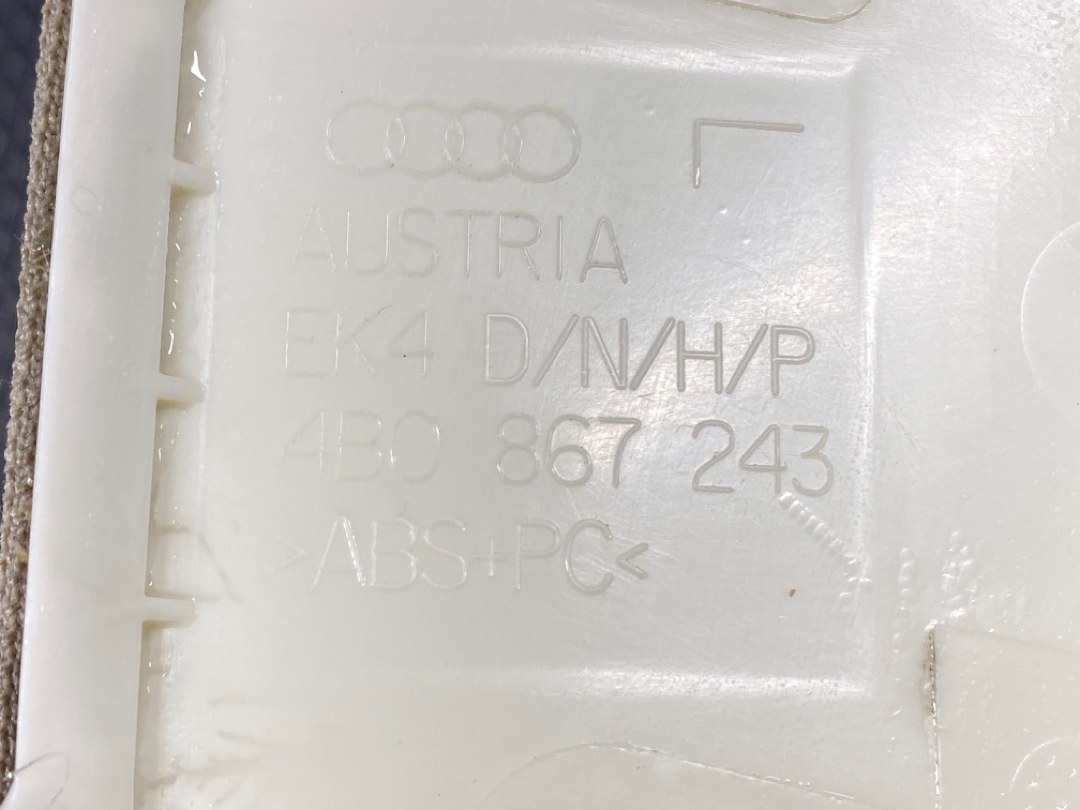 AUSTRIA
EK4 D/N/H/P
4B0 867 243
>ABS+PC<